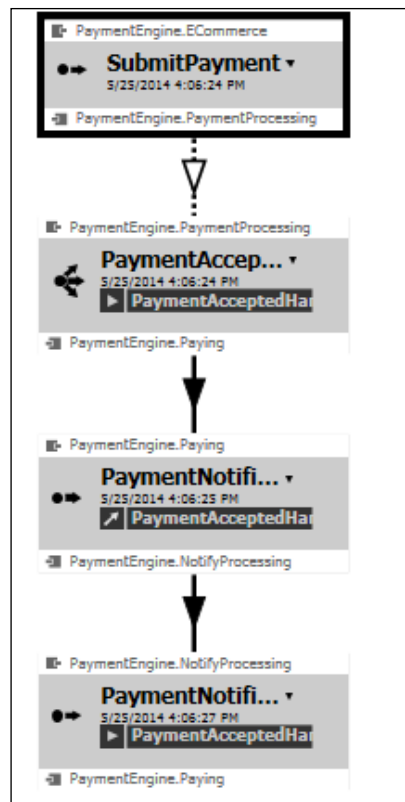 PaymentEngine.ECommerce
SubmitPayment
5/25/2014 4:06:24 PM
PaymentEngine.PaymentProcessing
PaymentEngine.PaymentProcessing
PaymentAccep...
5/25/2014 4:06:24 PM
PaymentAcceptedHar
PaymentEngine.Paying
PaymentEngine.Paying
PaymentNotifi...
5/25/2014 4:06:25 PM
PaymentAcceptedHar
PaymentEngine.NotifyProcessing
PaymentEngine.NotifyProcessing
PaymentNotifi...
5/25/2014 4:06:27 PM
PaymentAcceptedHar
PaymentEngine.Paying